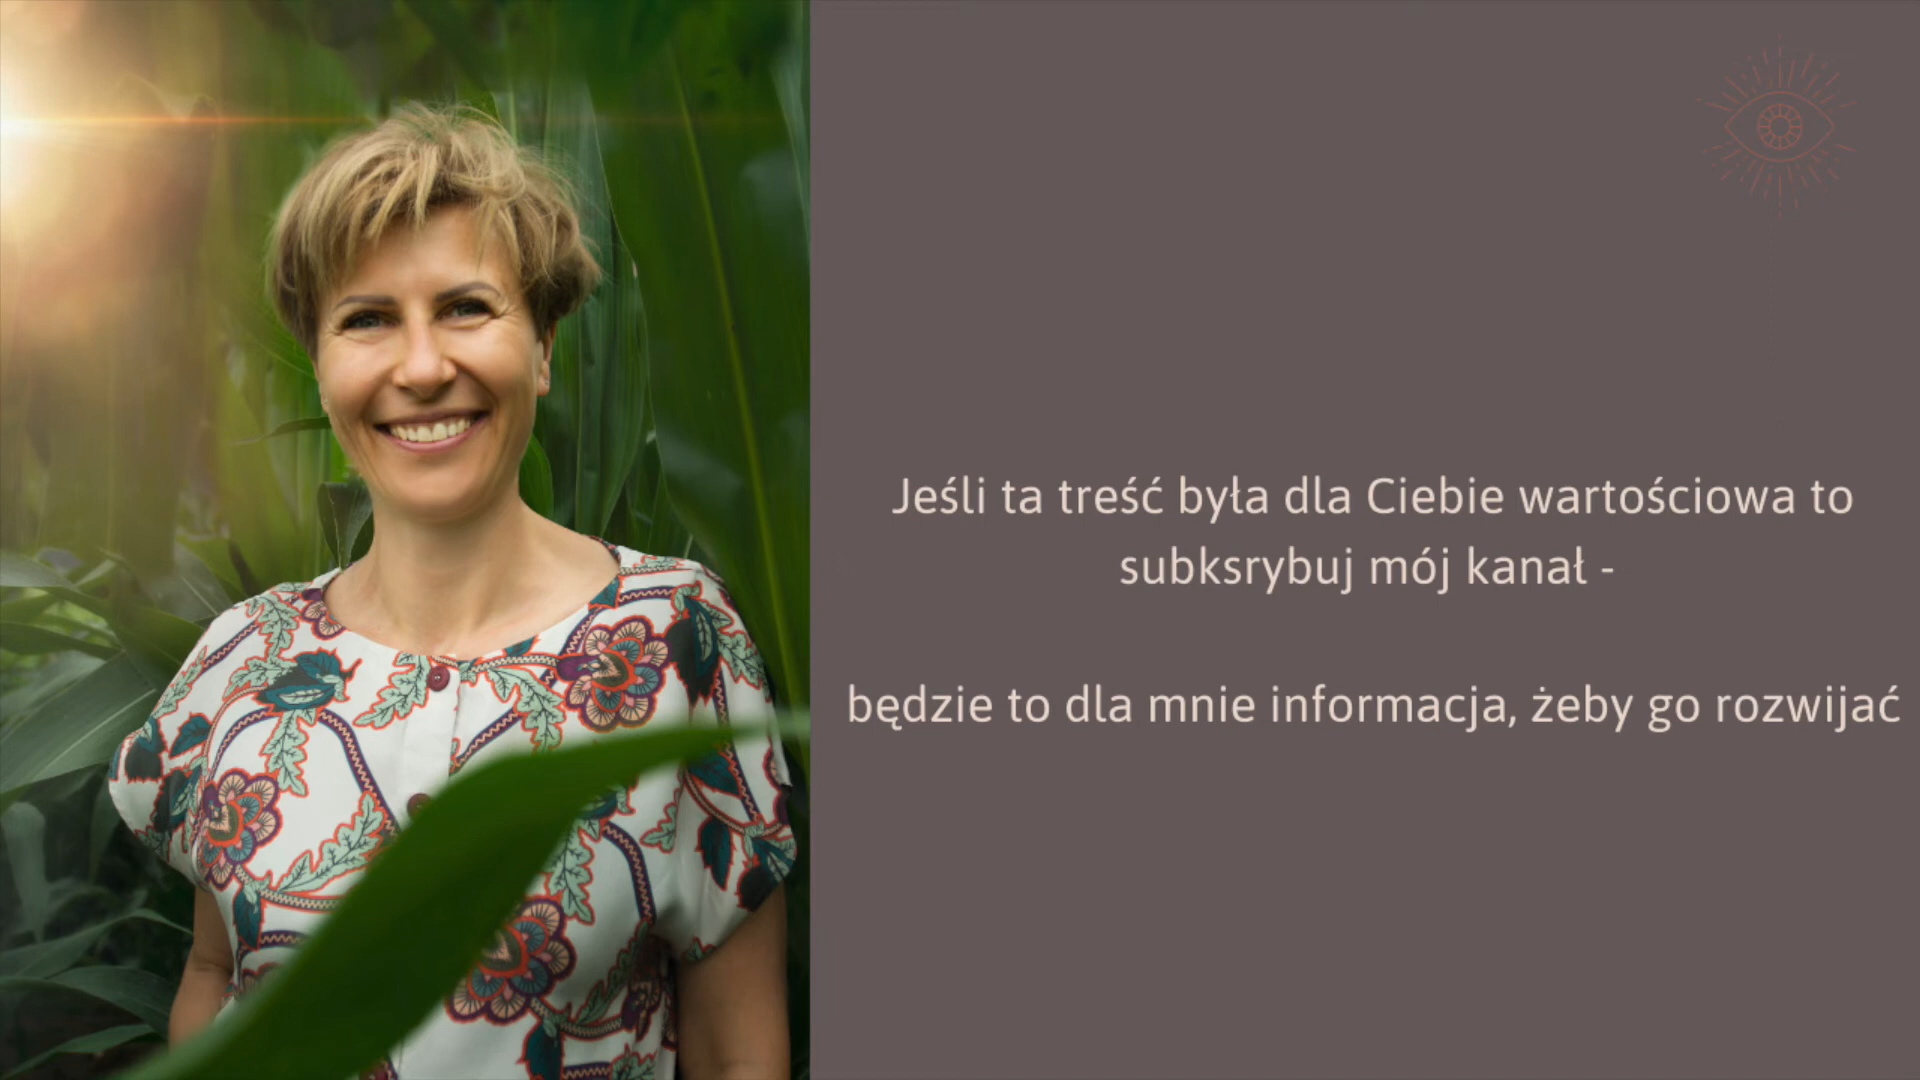 Jeśli ta treść była dla Ciebie wartościowa to
subksrybuj mój kanał -
będzie to dla mnie informacja, żeby go rozwijać